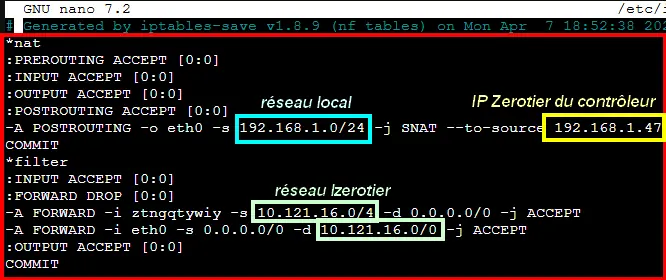 GNU nano 7.2 /etc/i
# Generated by iptables-save v1.8.9 (nf tables) on Mon Apr 7 18:52:38 202
*nat
:PREROUTING ACCEPT [0:0]
:INPUT ACCEPT [0:0]
:OUTPUT ACCEPT [0:0]
:POSTROUTING ACCEPT [0:0]
réseau local IP Zerotier du contrôleur
-A POSTROUTING -o eth0 -s 192.168.1.0/24 -j SNAT --to-source 192.168.1.47
COMMIT
*filter
:INPUT ACCEPT [0:0]
:FORWARD DROP [0:0]
réseau lzerotier
-A FORWARD -i ztngqtywiy -s 10.121.16.0/4 -d 0.0.0.0/0 -j ACCEPT
-A FORWARD -i eth0 -s 0.0.0.0/0 -d 10.121.16.0/0 -j ACCEPT
:OUTPUT ACCEPT [0:0]
COMMIT